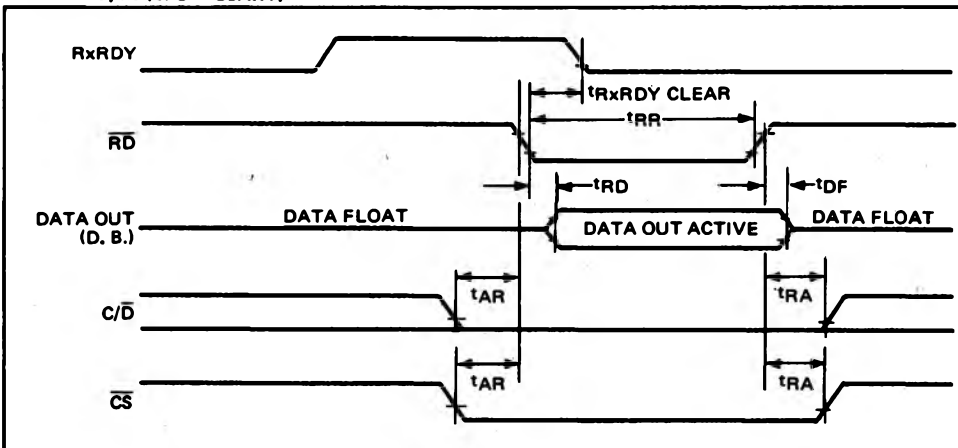 RxRDY
tRxRDY CLEAR
tRR
RD
tRD
tDF
DATA OUT
(D. B.)
DATA FLOAT
DATA OUT ACTIVE
DATA FLOAT
tAR
tRA
C/D
tAR
tRA
CS